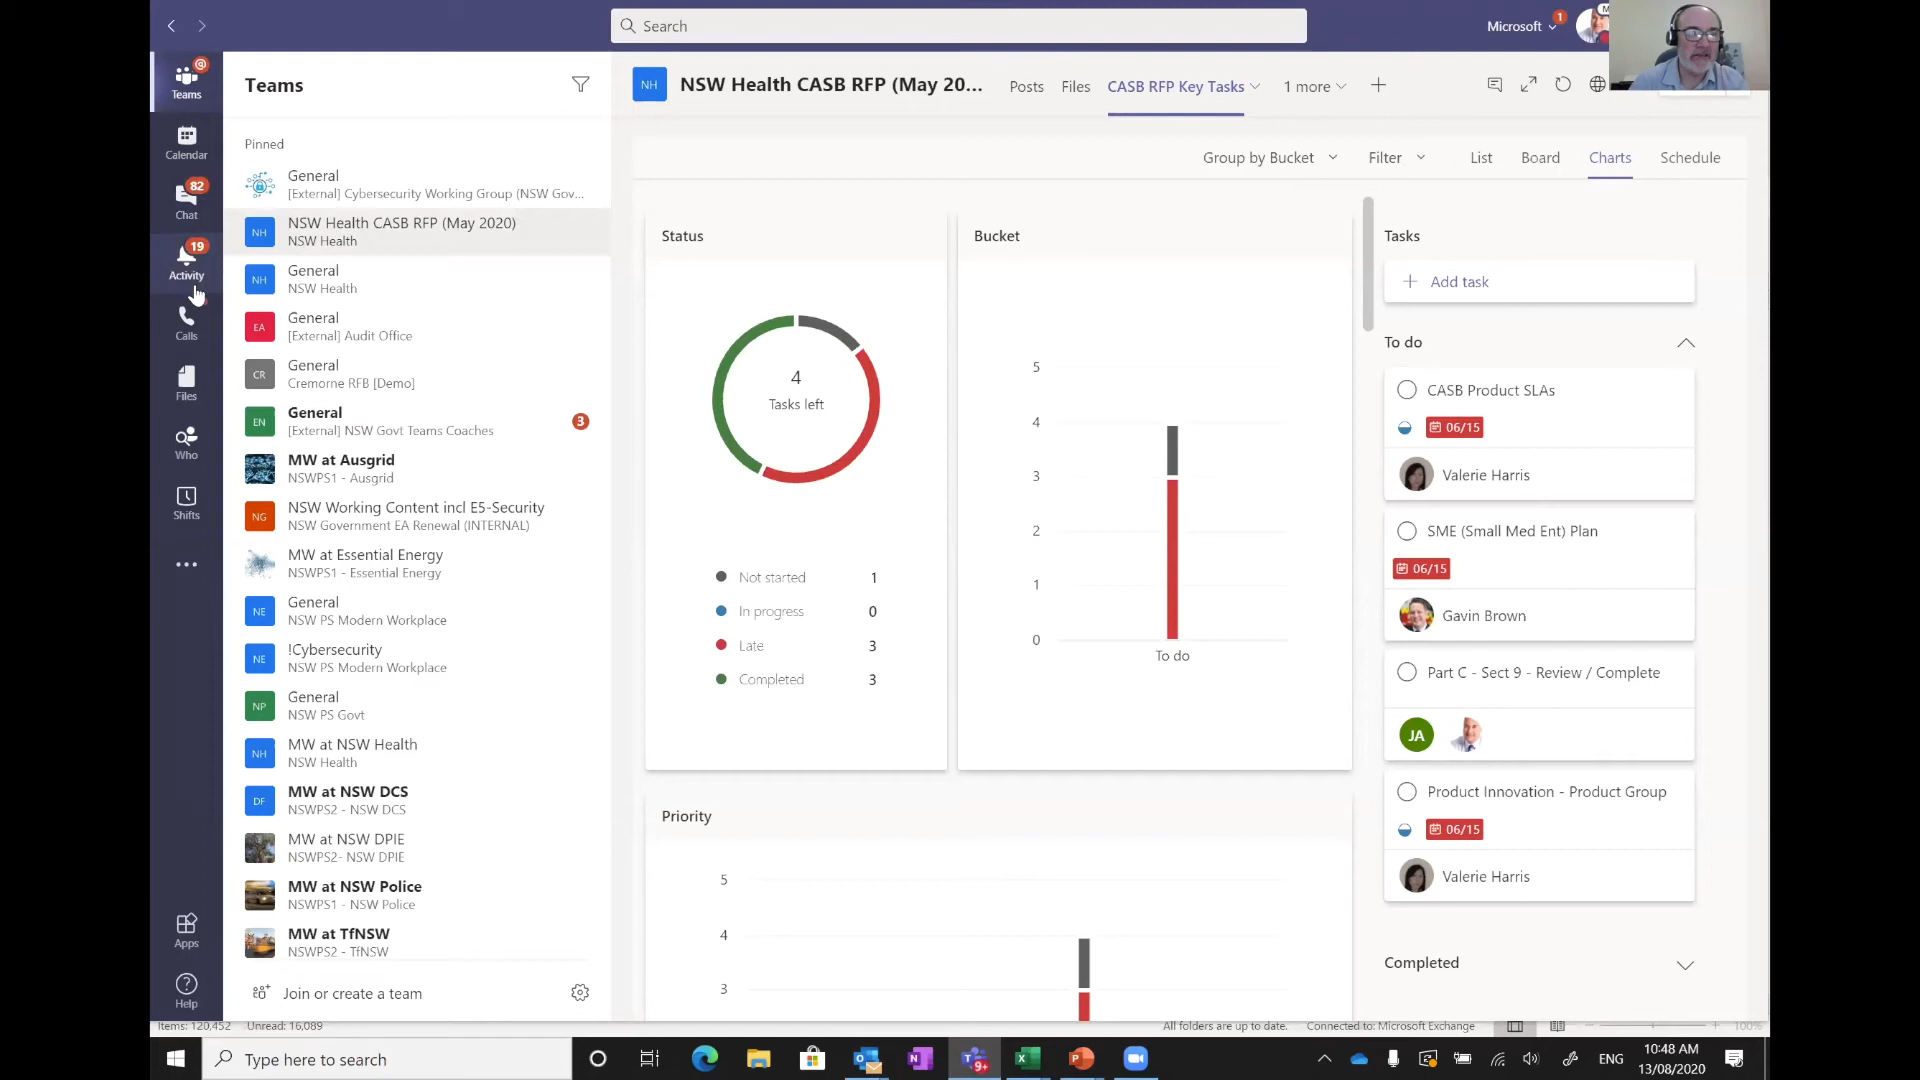 Search
Microsoft
1
Teams
Calendar
82
Chat
19
Activity
Calls
Files
Who
Shifts
Apps
Help
Teams
Pinned
General
[External] Cybersecurity Working Group (NSW Gov...
NH
NSW Health CASB RFP (May 2020)
NSW Health
NH
General
NSW Health
EA
General
[External] Audit Office
CR
General
Cremorne RFB [Demo]
EN
General
[External] NSW Govt Teams Coaches
3
MW at Ausgrid
NSWPS1 - Ausgrid
NG
NSW Working Content incl E5-Security
NSW Government EA Renewal (INTERNAL)
MW at Essential Energy
NSWPS1 - Essential Energy
NE
General
NSW PS Modern Workplace
NE
!Cybersecurity
NSW PS Modern Workplace
NP
General
NSW PS Govt
NH
MW at NSW Health
NSW Health
DF
MW at NSW DCS
NSWPS2 - NSW DCS
MW at NSW DPIE
NSWPS2- NSW DPIE
MW at NSW Police
NSWPS1 - NSW Police
MW at TfNSW
NSWPS2 - TfNSW
Join or create a team
NH
NSW Health CASB RFP (May 20...
Posts
Files
CASB RFP Key Tasks
1 more
Group by Bucket
Filter
List
Board
Charts
Schedule
Status
4
Tasks left
Not started 1
In progress 0
Late 3
Completed 3
Bucket
5
4
3
2
1
0
To do
Priority
5
4
3
Tasks
Add task
To do
CASB Product SLAs
06/15
Valerie Harris
SME (Small Med Ent) Plan
06/15
Gavin Brown
Part C - Sect 9 - Review / Complete
JA
Product Innovation - Product Group
06/15
Valerie Harris
Completed
Items: 120,452 Unread: 16,089
All folders are up to date. Connected to: Microsoft Exchange
100%
Type here to search
9+
ENG
10:48 AM
13/08/2020